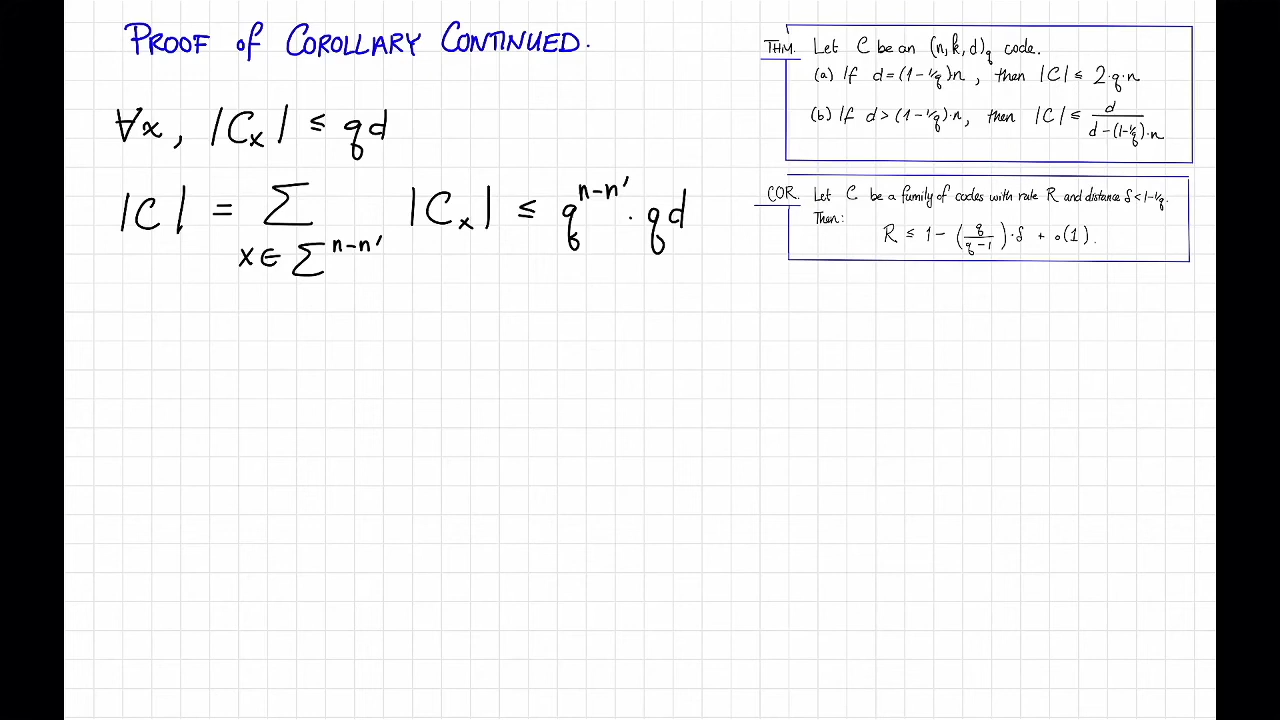 PROOF of COROLLARY CONTINUED.
∀x, |Cₓ| ≤ qd
|C| = ∑_{x∈Σ^{n-n'}} |Cₓ| ≤ q^{n-n'} · qd
THM. Let C be an (n,k,d)_q code.
(a) If d = (1-1/q)n, then |C| ≤ 2·q·n
(b) If d > (1-1/q)·n, then |C| ≤ d/(d-(1-1/q)·n)
COR. Let C be a family of codes with rate R and distance δ<1-1/q.
Then:
R ≤ 1 - (q/(q-1))·δ + o(1).